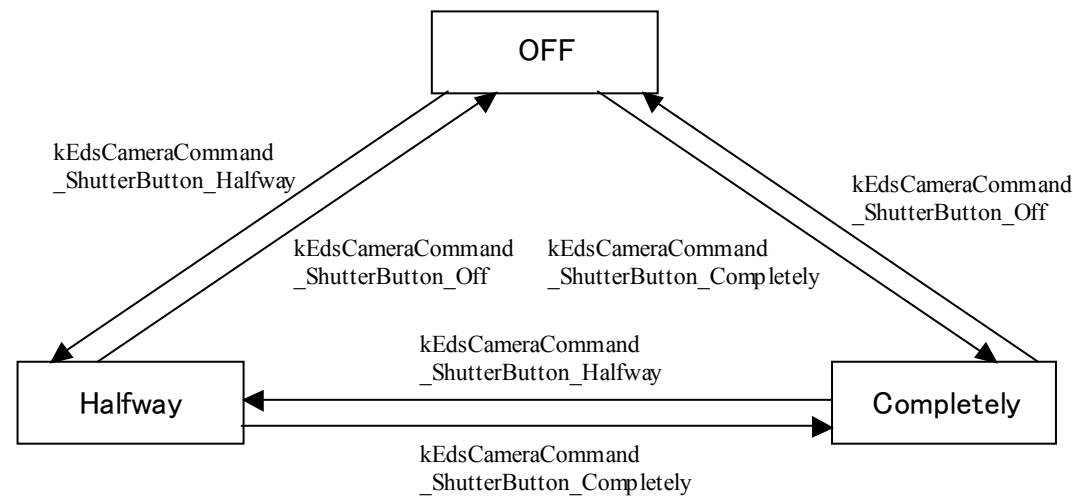 OFF
kEdsCameraCommand
_ShutterButton_Halfway
kEdsCameraCommand
_ShutterButton_Off
kEdsCameraCommand
_ShutterButton_Off
kEdsCameraCommand
_ShutterButton_Completely
kEdsCameraCommand
_ShutterButton_Halfway
Halfway
Completely
kEdsCameraCommand
_ShutterButton_Completely